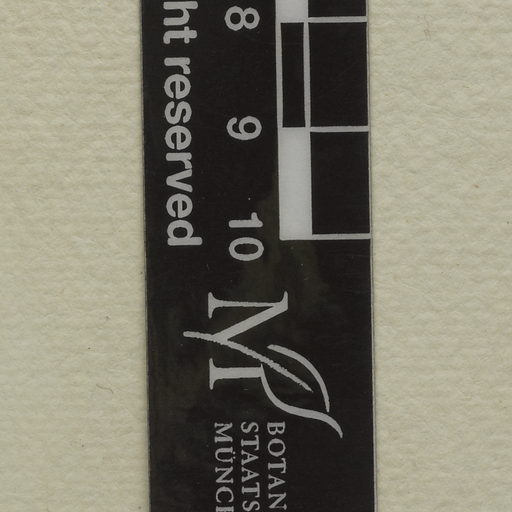 8 9 10
ht reserved
M
BOTAN
STAATS
MÜNCH